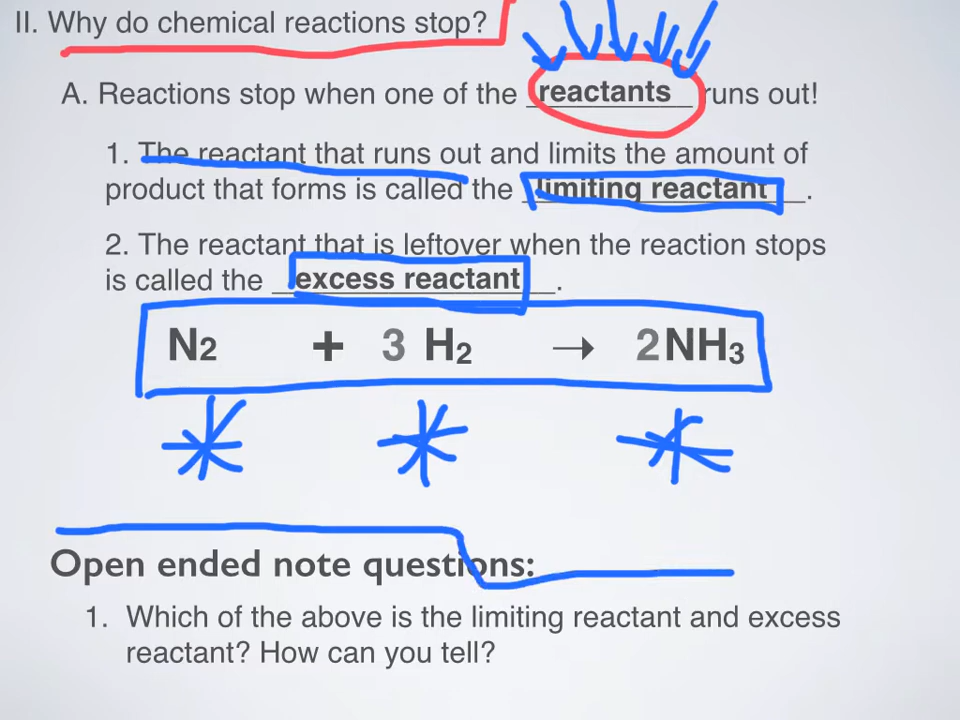 II. Why do chemical reactions stop?
A. Reactions stop when one of the reactants runs out!
1. The reactant that runs out and limits the amount of
product that forms is called the limiting reactant.
2. The reactant that is leftover when the reaction stops
is called the excess reactant.
N2 + 3 H2 → 2NH3
Open ended note questions:
1. Which of the above is the limiting reactant and excess
reactant? How can you tell?